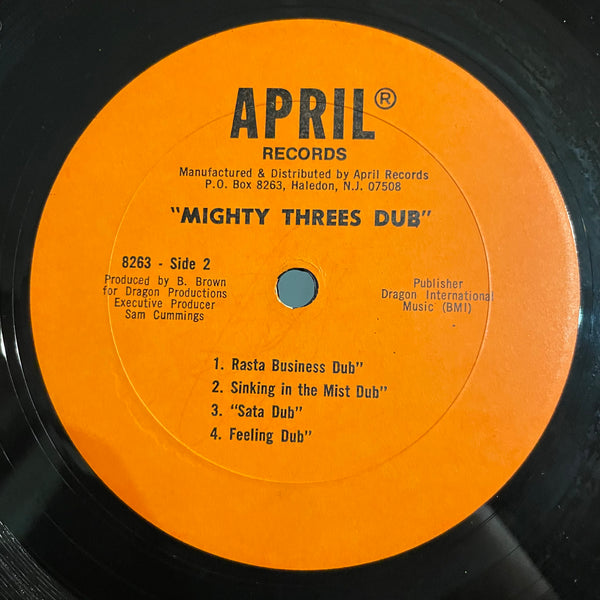 APRIL®
RECORDS
Manufactured & Distributed by April Records
P.O. Box 8263, Haledon, N.J. 07508
"MIGHTY THREES DUB"
8263 - Side 2
Produced by B. Brown
for Dragon Productions
Executive Producer
Sam Cummings
Publisher
Dragon International
Music (BMI)
1. Rasta Business Dub"
2. Sinking in the Mist Dub"
3. "Sata Dub"
4. Feeling Dub"